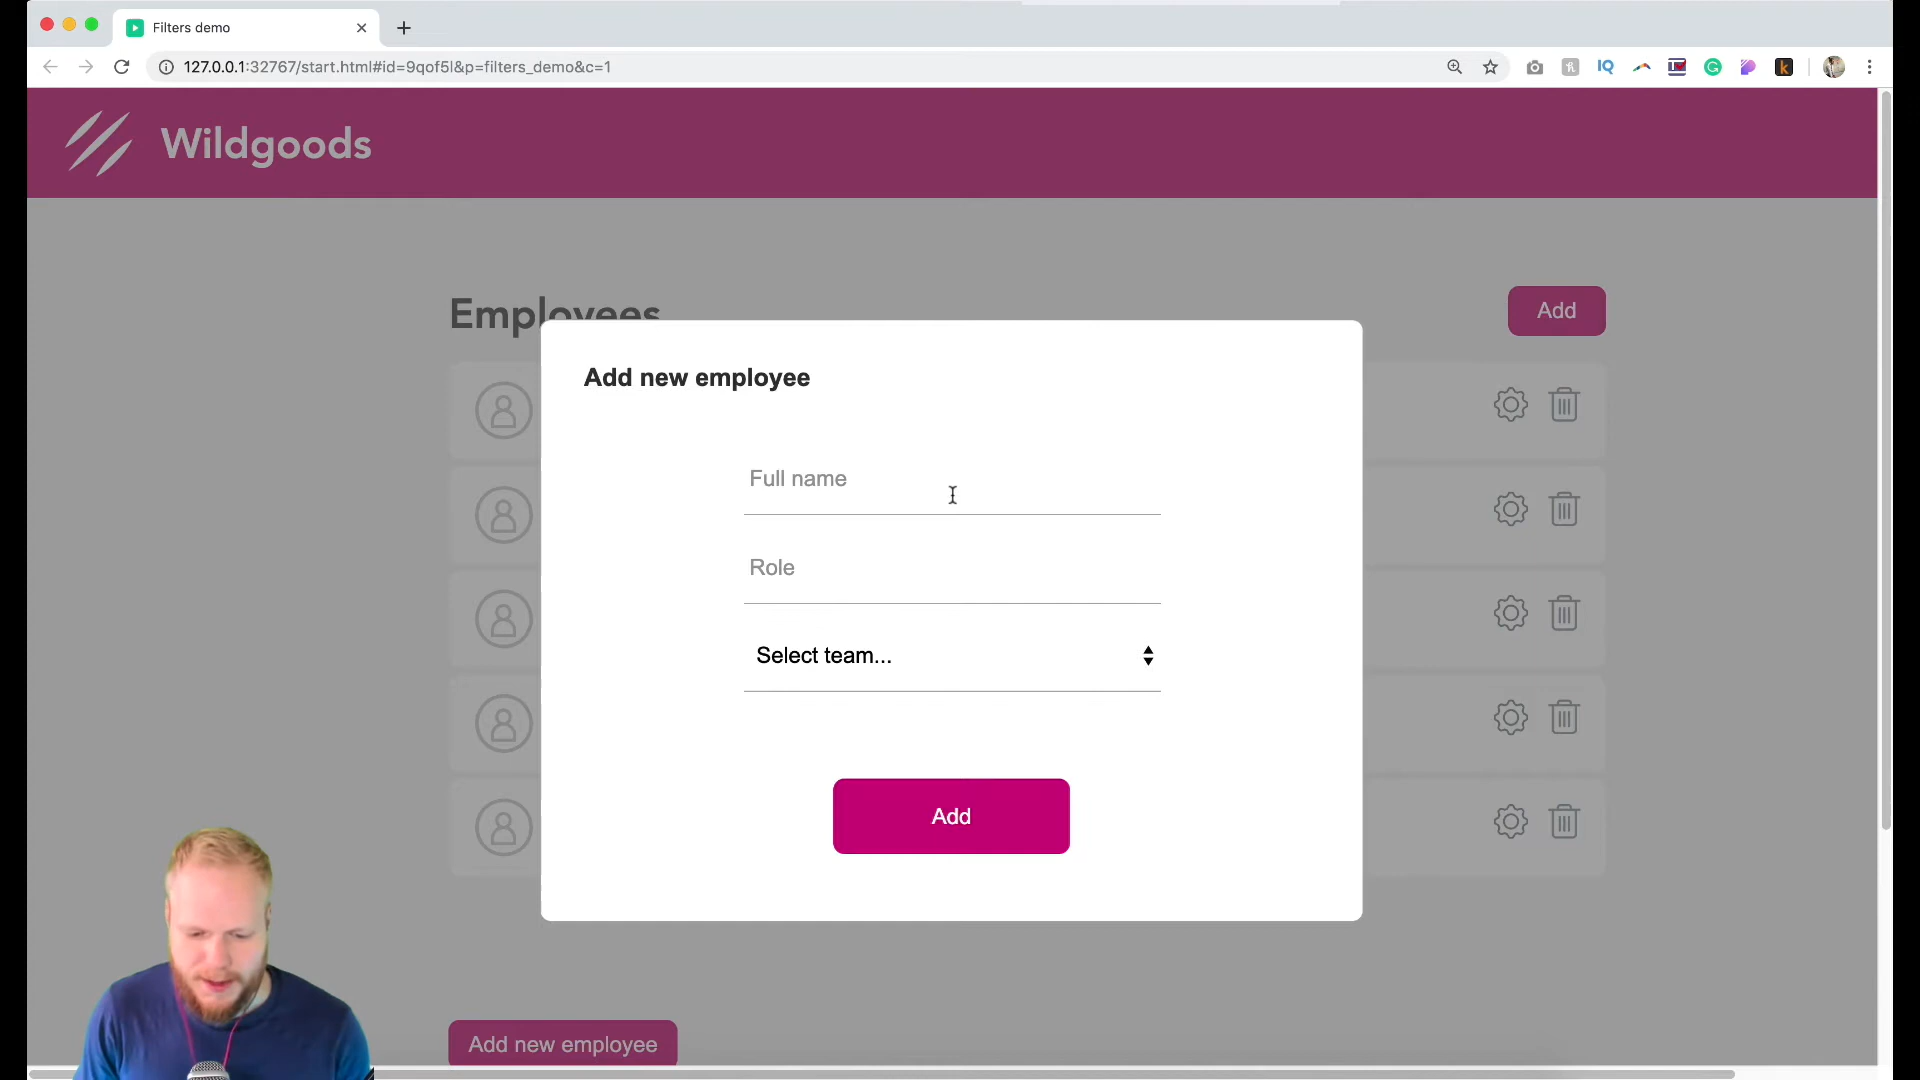 Filters demo
127.0.0.1:32767/start.html#id=9qof5l&p=filters_demo&c=1
IQ
k
Wildgoods
Employees
Add
Add new employee
Full name
Role
Select team...
Add
Add new employee